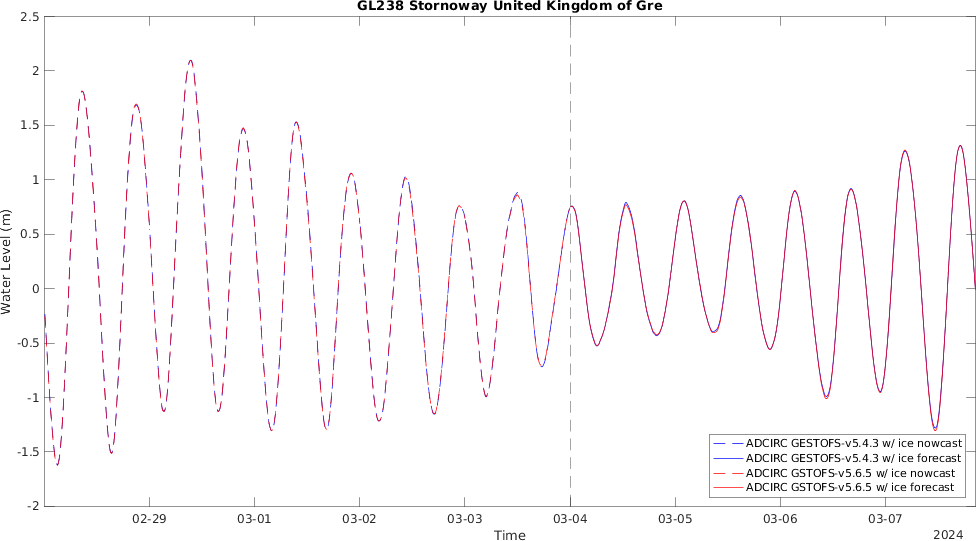 GL238 Stornoway United Kingdom of Gre
2.5
2
1.5
1
0.5
0
-0.5
-1
-1.5
-2
Water Level (m)
ADCIRC GESTOFS-v5.4.3 w/ ice nowcast
ADCIRC GESTOFS-v5.4.3 w/ ice forecast
ADCIRC GSTOFS-v5.6.5 w/ ice nowcast
ADCIRC GSTOFS-v5.6.5 w/ ice forecast
02-29 03-01 03-02 03-03 03-04 03-05 03-06 03-07
Time
2024